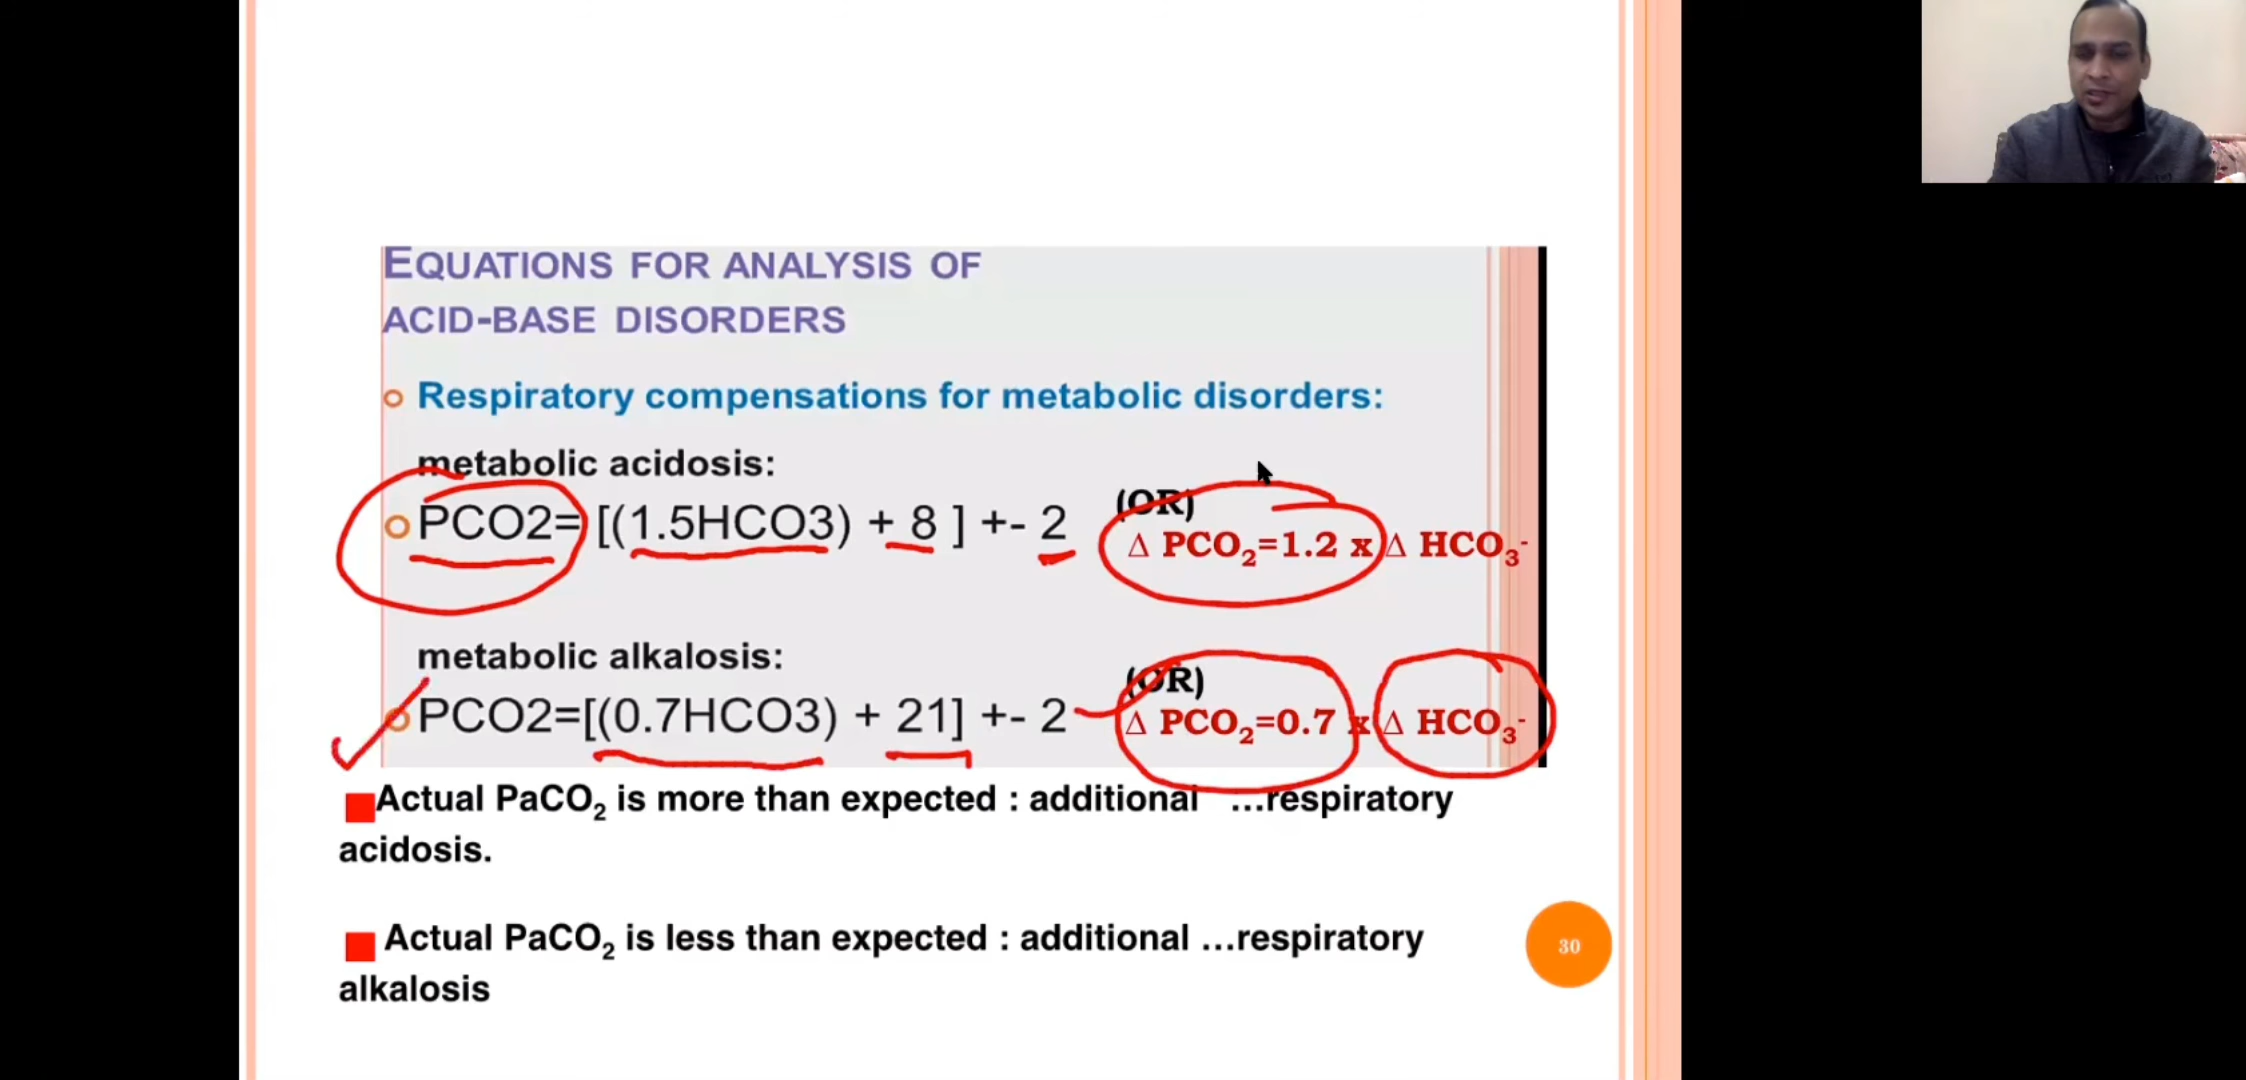 EQUATIONS FOR ANALYSIS OF
ACID-BASE DISORDERS
Respiratory compensations for metabolic disorders:
metabolic acidosis:
PCO2= [(1.5HCO3) + 8 ] +- 2
(OR)
Δ PCO₂=1.2 x Δ HCO₃⁻
metabolic alkalosis:
PCO2=[(0.7HCO3) + 21] +- 2
(OR)
Δ PCO₂=0.7 x Δ HCO₃⁻
Actual PaCO₂ is more than expected : additional ...respiratory
acidosis.
Actual PaCO₂ is less than expected : additional ...respiratory
alkalosis
30